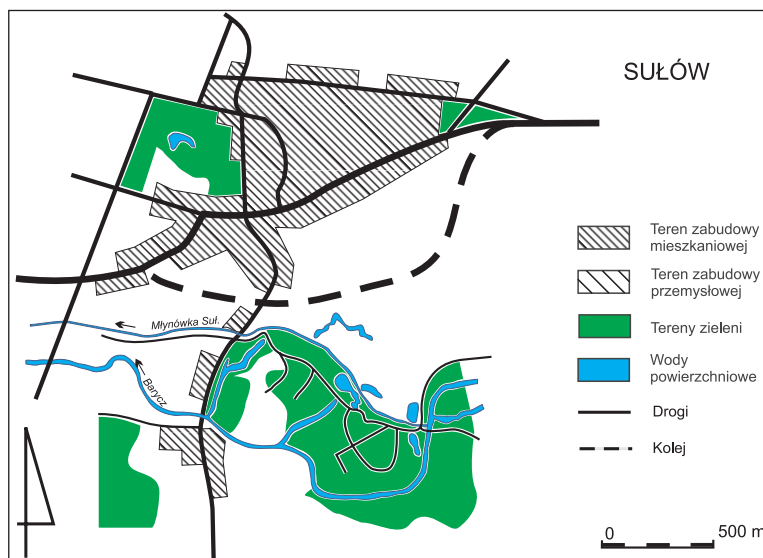 SUŁÓW
Teren zabudowy
mieszkaniowej
Teren zabudowy
przemysłowej
Tereny zieleni
Wody
powierzchniowe
Drogi
Kolej
Młynówka Suł.
Barycz
0 500 m